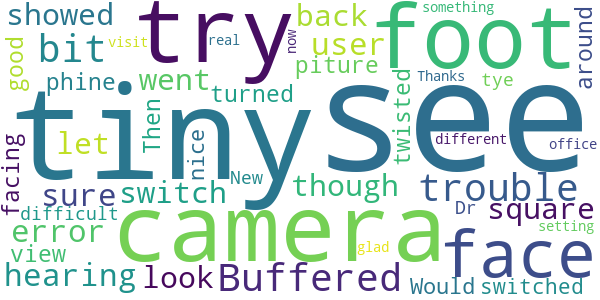 showed
good
bit
try
back
user
piture
something
foot
around
phine
went
turned
Then
nice
real
visit
now
let
tiny
see
twisted
Thanks
tye
different
office
facing
sure
switch
New
though
trouble
difficult
camera
Dr
square
error
view
glad
face
setting
hearing
look
Buffered
Would
switched